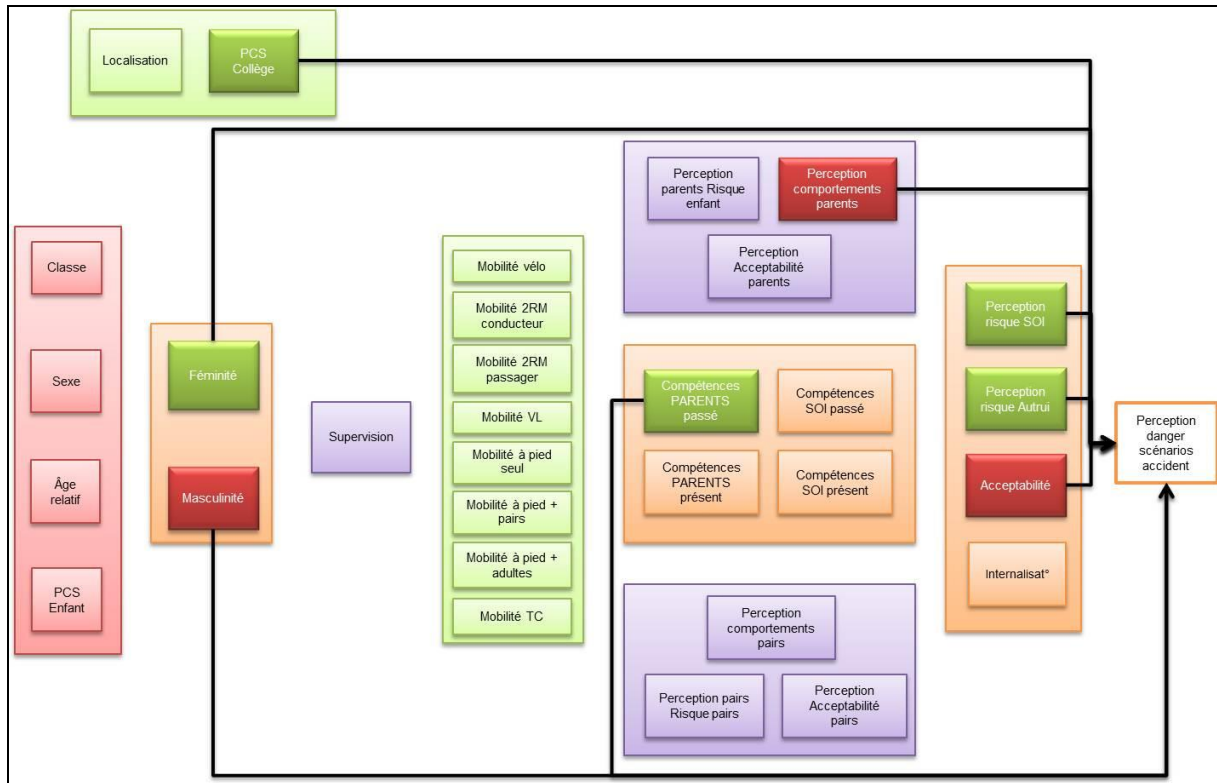 Localisation
PCS
Collège
Classe
Sexe
Âge
relatif
PCS
Enfant
Féminité
Masculinité
Supervision
Mobilité vélo
Mobilité 2RM
conducteur
Mobilité 2RM
passager
Mobilité VL
Mobilité à pied
seul
Mobilité à pied +
pairs
Mobilité à pied +
adultes
Mobilité TC
Perception
parents Risque
enfant
Perception
comportements
parents
Perception
Acceptabilité
parents
Compétences
PARENTS
passé
Compétences
SOI passé
Compétences
PARENTS
présent
Compétences
SOI présent
Perception
comportements
pairs
Perception pairs
Risque pairs
Perception
Acceptabilité
pairs
Perception
risque SOI
Perception
risque Autrui
Acceptabilité
Internalisat°
Perception
danger
scénarios
accident